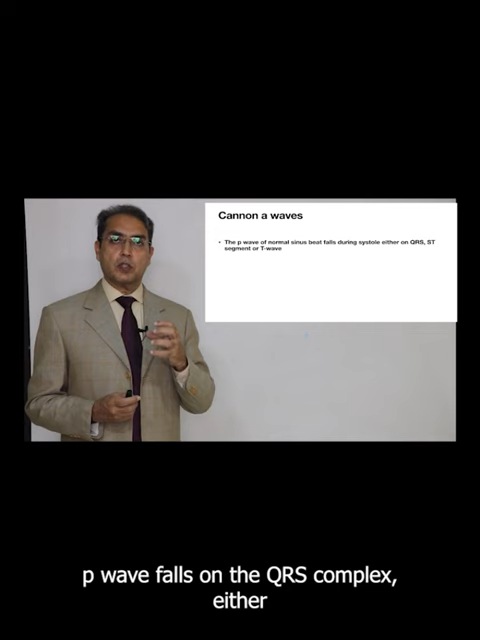 Cannon a waves
• The p wave of normal sinus beat falls during systole either on QRS, ST
segment or T-wave
p wave falls on the QRS complex,
either